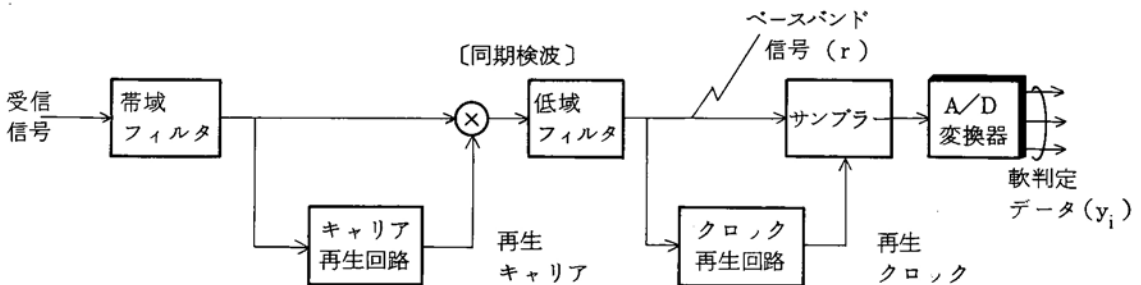 ベースバンド
信号 (r)
〔同期検波〕
受信
信号
帯域
フィルタ
×
低域
フィルタ
サンプラ
A/D
変換器
軟判定
データ(y_i)
キャリア
再生回路
再生
キャリア
クロック
再生回路
再生
クロック